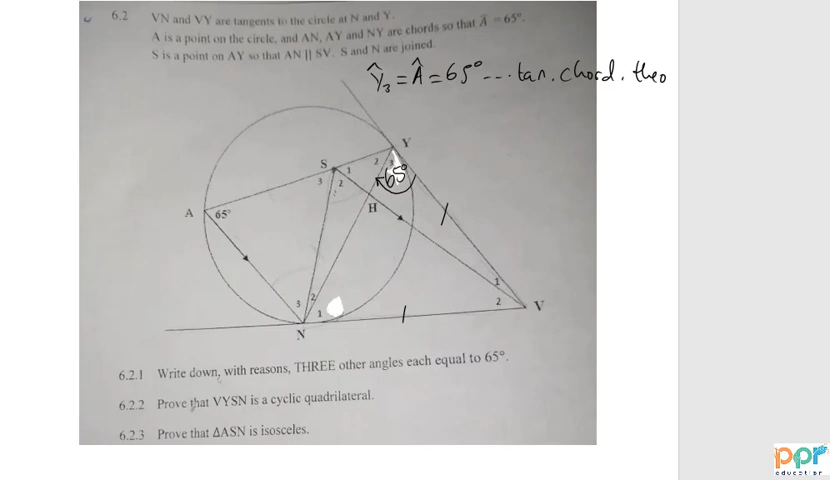 6.2 VN and VY are tangents to the circle at N and Y.
A is a point on the circle, and AN, AY and NY are chords so that Â = 65°.
S is a point on AY so that AN || SV. S and N are joined.
Ŷ₃ = Â = 65° ... tan. chord. theo
Y
S
2
3
1
65°
3
2
A
65°
H
1
3
2
2
V
1
N
6.2.1 Write down, with reasons, THREE other angles each equal to 65°.
6.2.2 Prove that VYSN is a cyclic quadrilateral.
6.2.3 Prove that ΔASN is isosceles.
ppr
education